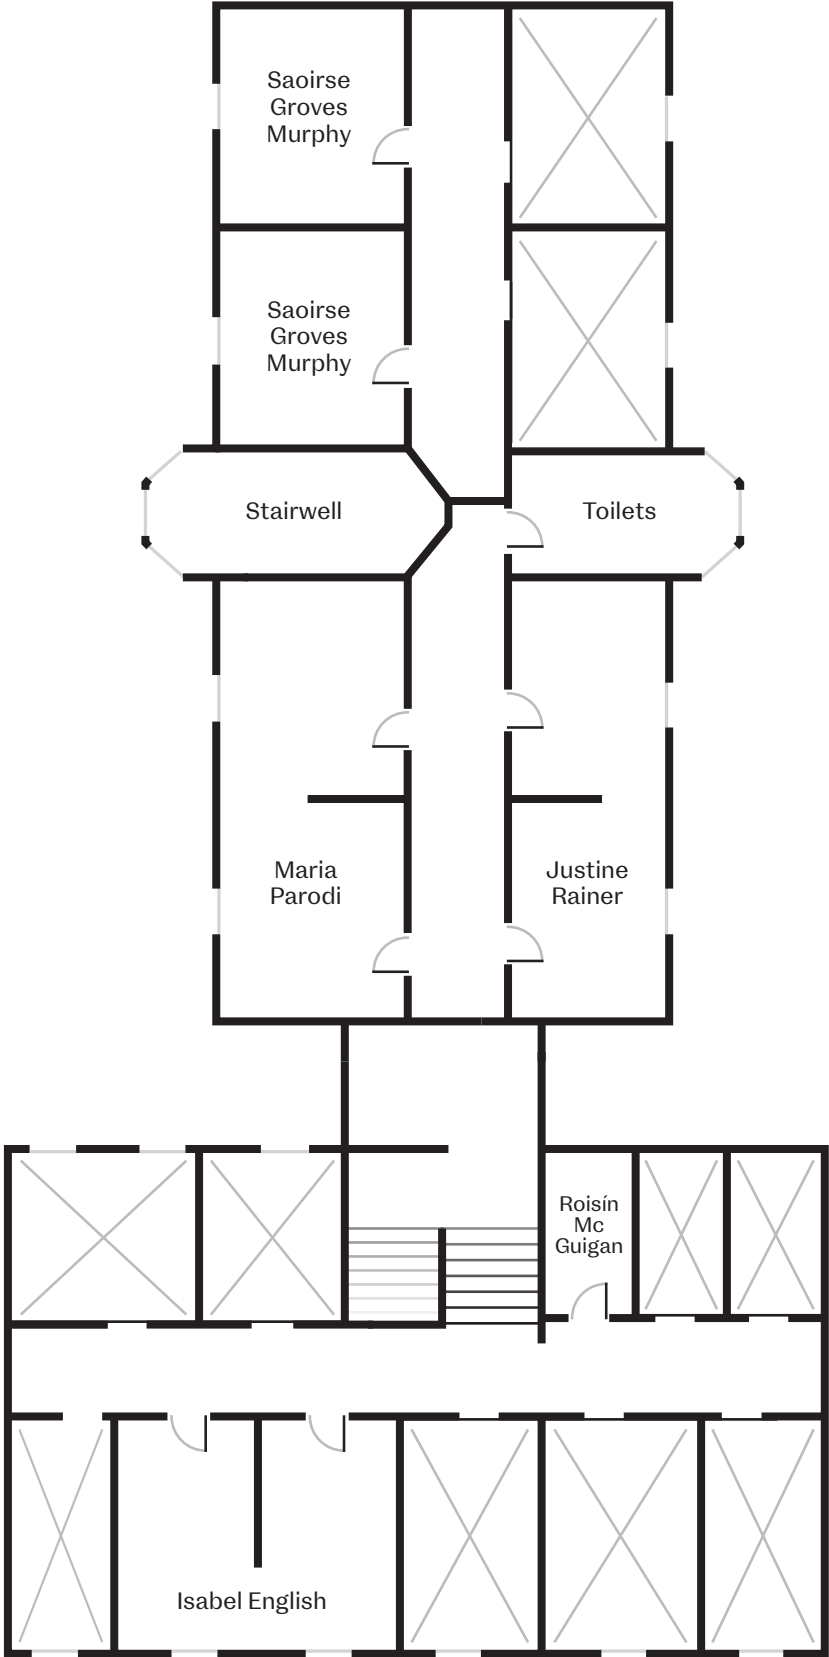 Saoirse
Groves
Murphy
Saoirse
Groves
Murphy
Stairwell
Toilets
Maria
Parodi
Justine
Rainer
Roisín
Mc
Guigan
Isabel English